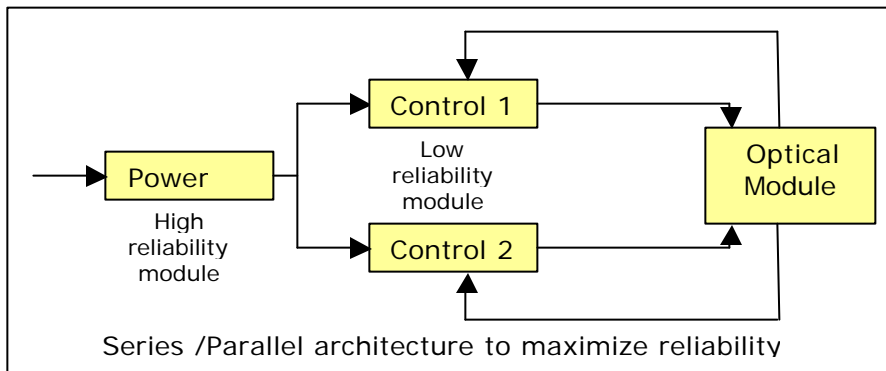 Control 1
Low
reliability
module
Optical
Module
Power
High
reliability
module
Control 2
Series /Parallel architecture to maximize reliability